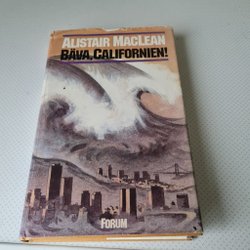 ALISTAIR MACLEAN
BÄVA, CALIFORNIEN!
FORUM